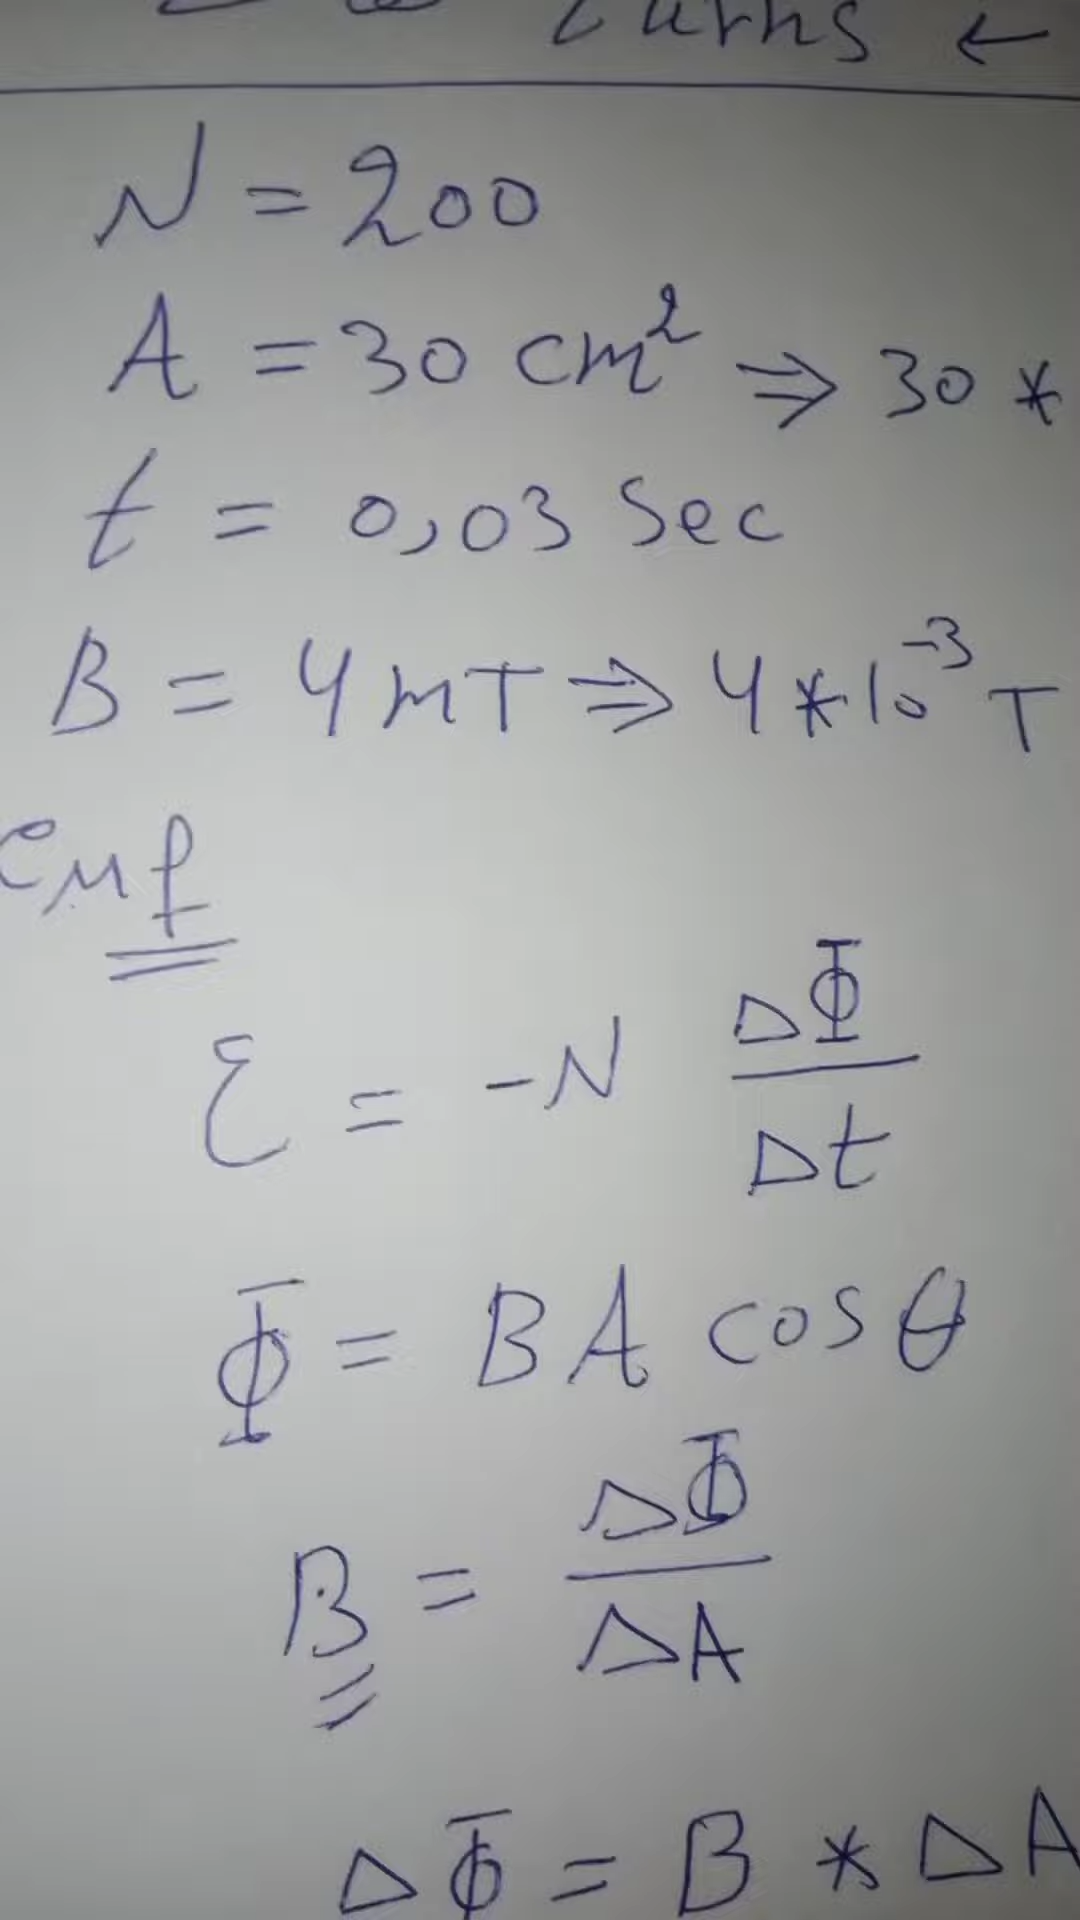 turns ←
N = 200
A = 30 cm² ⇒ 30 *
t = 0,03 Sec
B = 4 mT ⇒ 4 * 10⁻³ T
emf
Ɛ = -N ΔΦ / Δt
Φ = B A cos θ
B = ΔΦ / ΔA
ΔΦ = B * ΔA